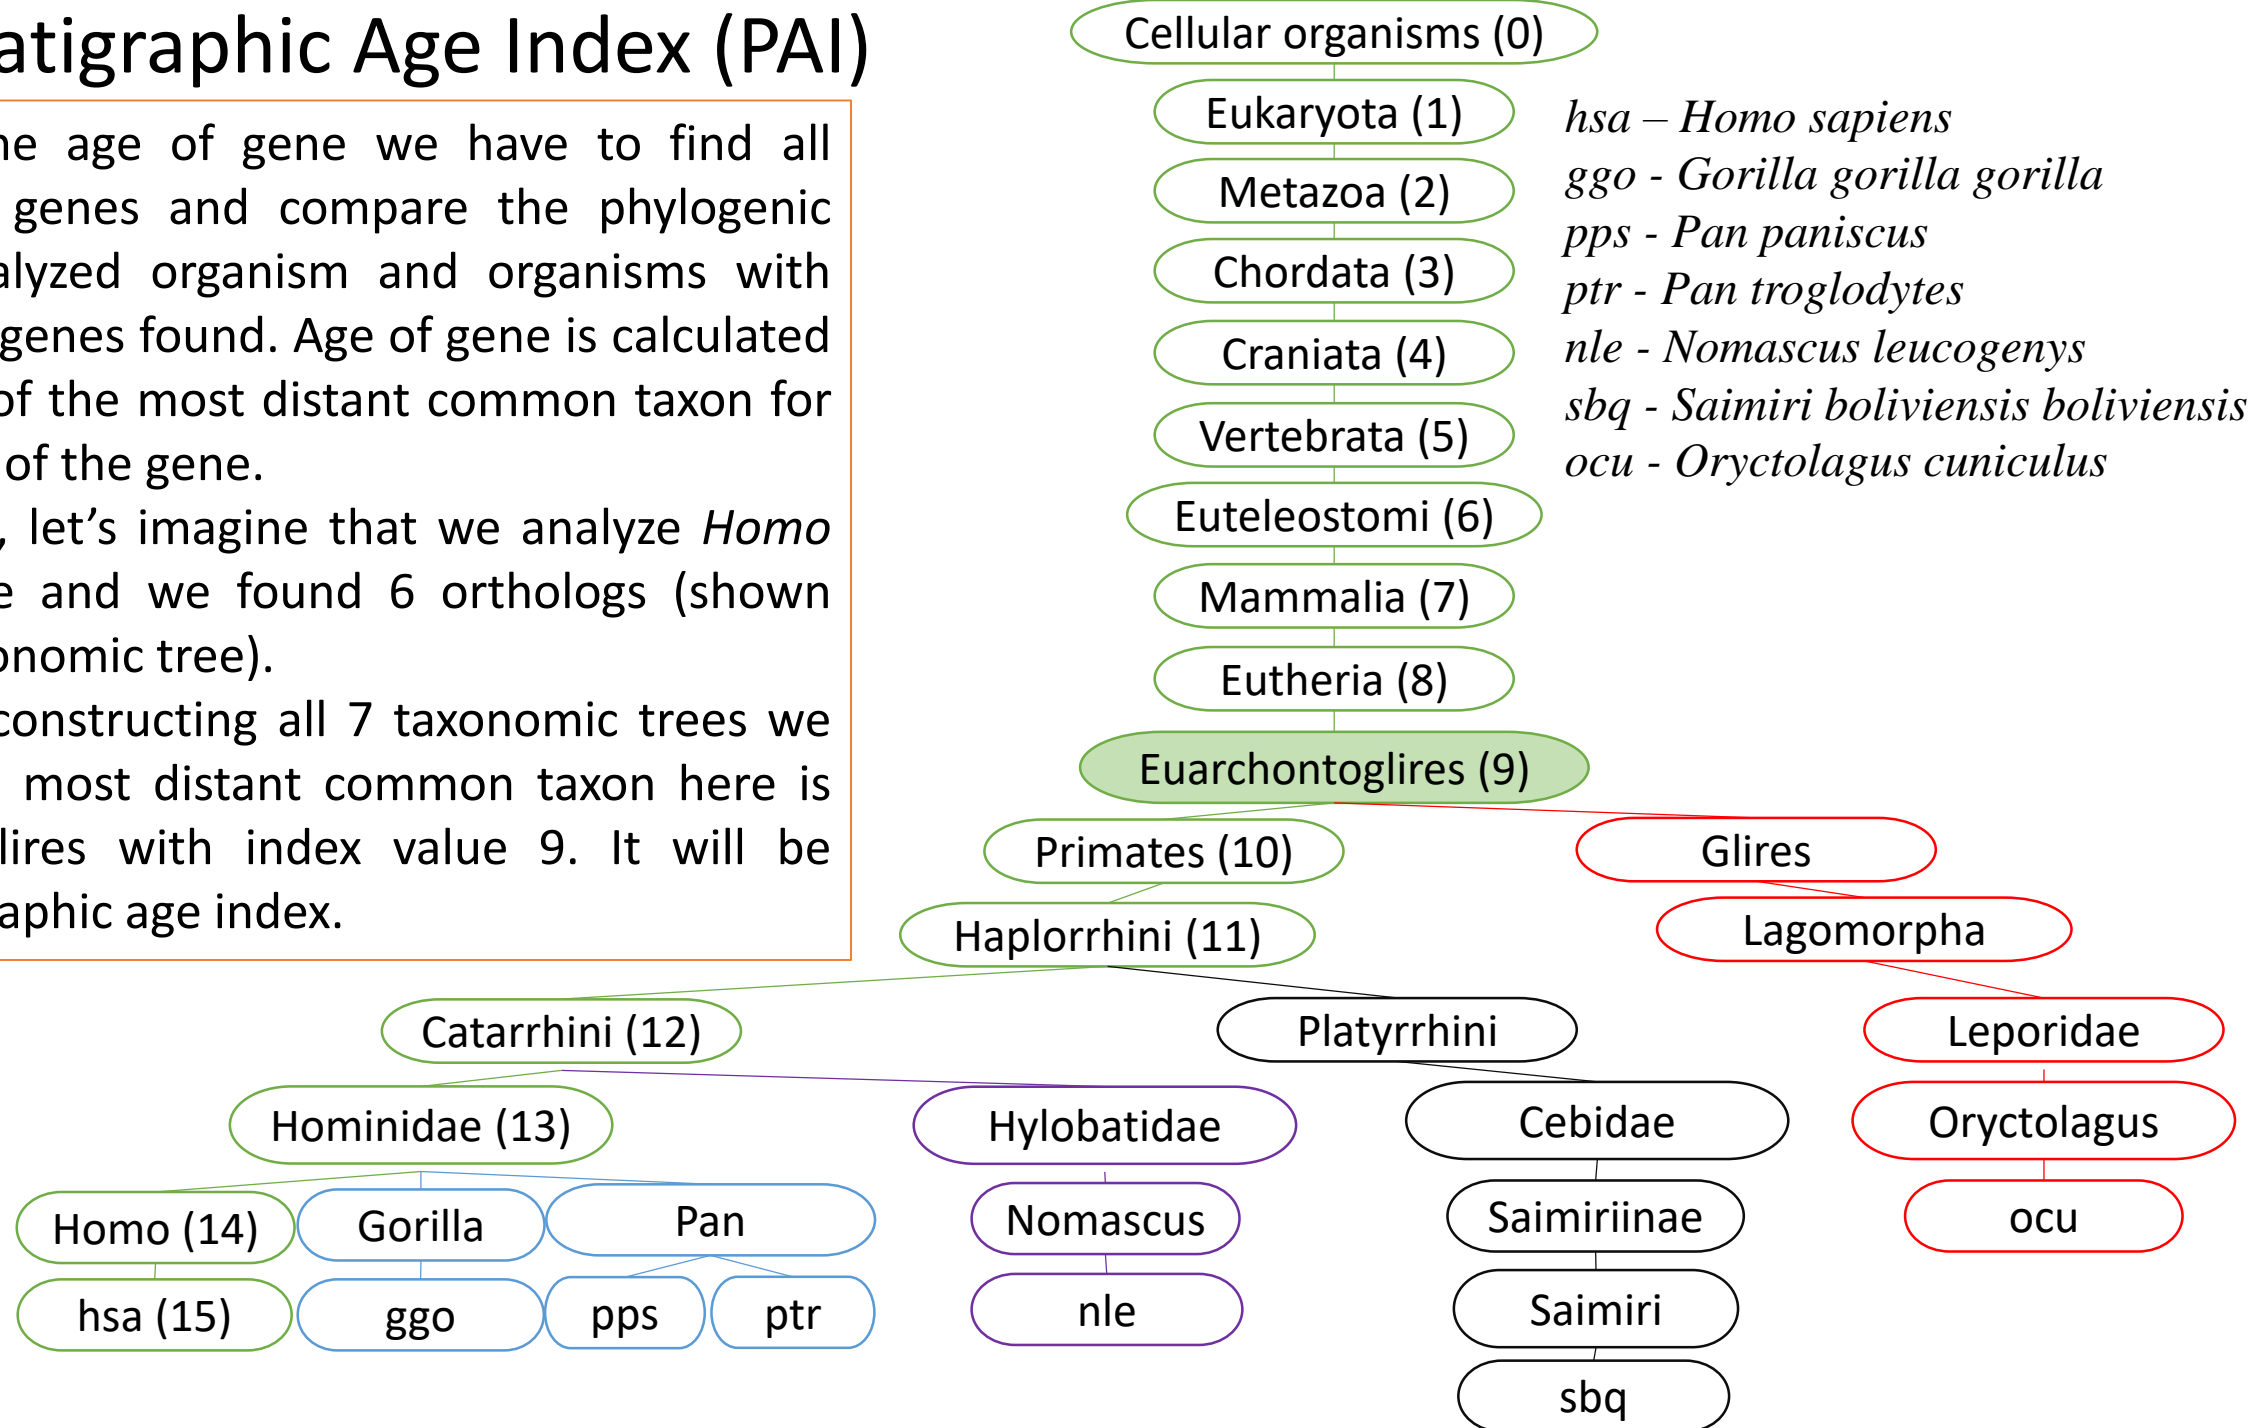 atigraphic Age Index (PAI)
he age of gene we have to find all
genes and compare the phylogenic
alyzed organism and organisms with
genes found. Age of gene is calculated
of the most distant common taxon for
of the gene.
, let’s imagine that we analyze Homo
e and we found 6 orthologs (shown
onomic tree).
constructing all 7 taxonomic trees we
most distant common taxon here is
lires with index value 9. It will be
raphic age index.
Cellular organisms (0)
Eukaryota (1)
Metazoa (2)
Chordata (3)
Craniata (4)
Vertebrata (5)
Euteleostomi (6)
Mammalia (7)
Eutheria (8)
Euarchontoglires (9)
hsa – Homo sapiens
ggo - Gorilla gorilla gorilla
pps - Pan paniscus
ptr - Pan troglodytes
nle - Nomascus leucogenys
sbq - Saimiri boliviensis boliviensis
ocu - Oryctolagus cuniculus
Primates (10)
Glires
Haplorrhini (11)
Lagomorpha
Catarrhini (12)
Platyrrhini
Leporidae
Hominidae (13)
Hylobatidae
Cebidae
Oryctolagus
Homo (14)
Gorilla
Pan
Nomascus
Saimiriinae
ocu
hsa (15)
ggo
pps
ptr
nle
Saimiri
sbq